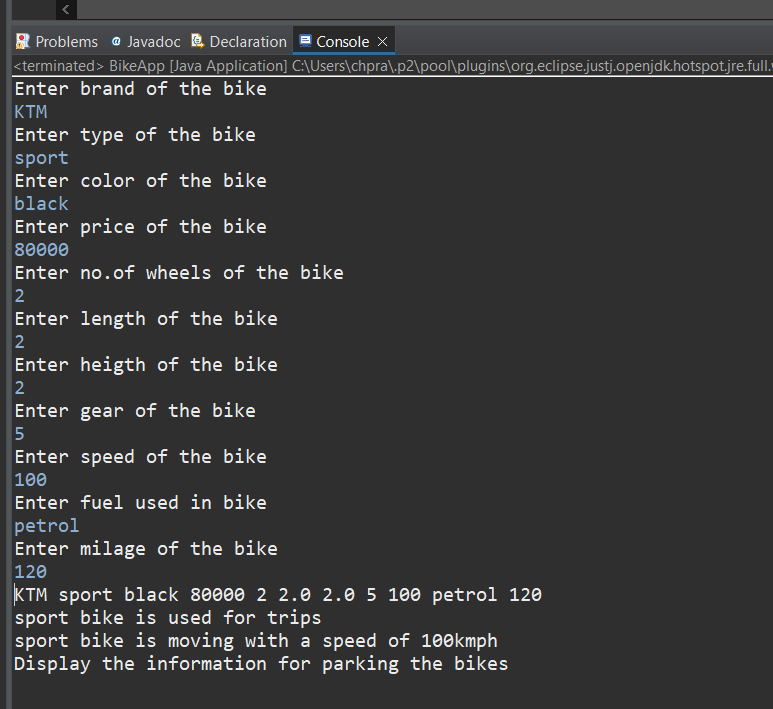 Problems @ Javadoc Declaration Console
<terminated> BikeApp [Java Application] C:\Users\chpra\.p2\pool\plugins\org.eclipse.justj.openjdk.hotspot.jre.full.
Enter brand of the bike
KTM
Enter type of the bike
sport
Enter color of the bike
black
Enter price of the bike
80000
Enter no.of wheels of the bike
2
Enter length of the bike
2
Enter heigth of the bike
2
Enter gear of the bike
5
Enter speed of the bike
100
Enter fuel used in bike
petrol
Enter milage of the bike
120
KTM sport black 80000 2 2.0 2.0 5 100 petrol 120
sport bike is used for trips
sport bike is moving with a speed of 100kmph
Display the information for parking the bikes